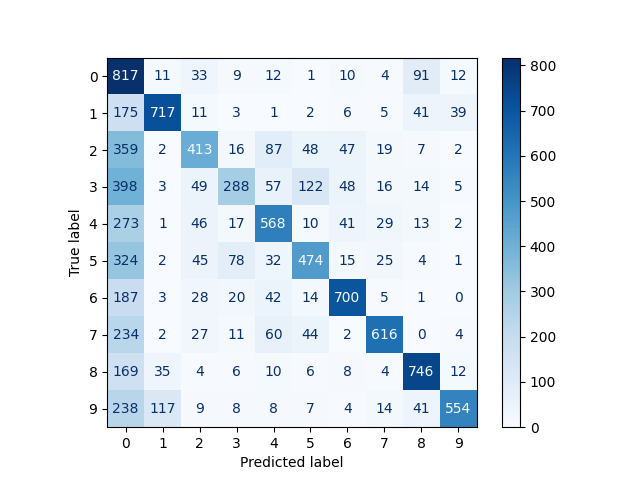 0 817 11 33 9 12 1 10 4 91 12
1 175 717 11 3 1 2 6 5 41 39
2 359 2 413 16 87 48 47 19 7 2
3 398 3 49 288 57 122 48 16 14 5
4 273 1 46 17 568 10 41 29 13 2
5 324 2 45 78 32 474 15 25 4 1
6 187 3 28 20 42 14 700 5 1 0
7 234 2 27 11 60 44 2 616 0 4
8 169 35 4 6 10 6 8 4 746 12
9 238 117 9 8 8 7 4 14 41 554
0 1 2 3 4 5 6 7 8 9
Predicted label
True label
800
700
600
500
400
300
200
100
0